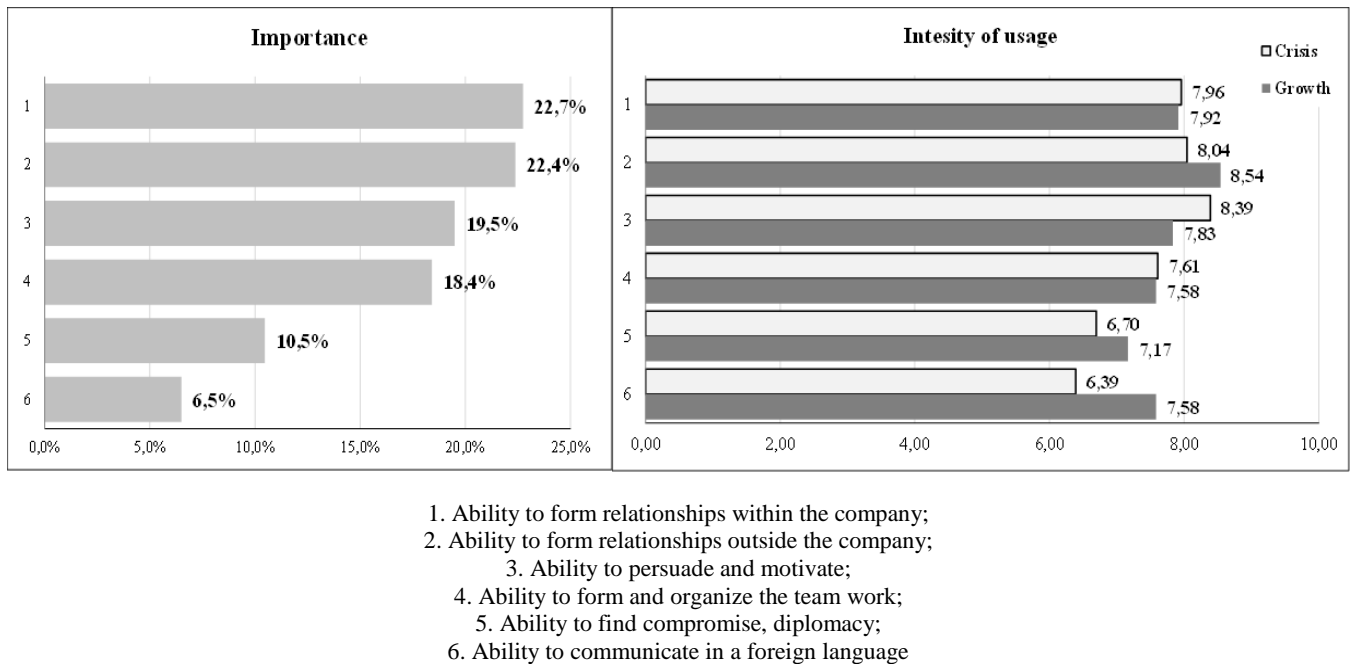 Importance
1
22,7%
2
22,4%
3
19,5%
4
18,4%
5
10,5%
6
6,5%
0,0% 5,0% 10,0% 15,0% 20,0% 25,0%
Intesity of usage
Crisis
Growth
1
7,96
7,92
2
8,04
8,54
3
8,39
7,83
4
7,61
7,58
5
6,70
7,17
6
6,39
7,58
0,00 2,00 4,00 6,00 8,00 10,00
1. Ability to form relationships within the company;
2. Ability to form relationships outside the company;
3. Ability to persuade and motivate;
4. Ability to form and organize the team work;
5. Ability to find compromise, diplomacy;
6. Ability to communicate in a foreign language